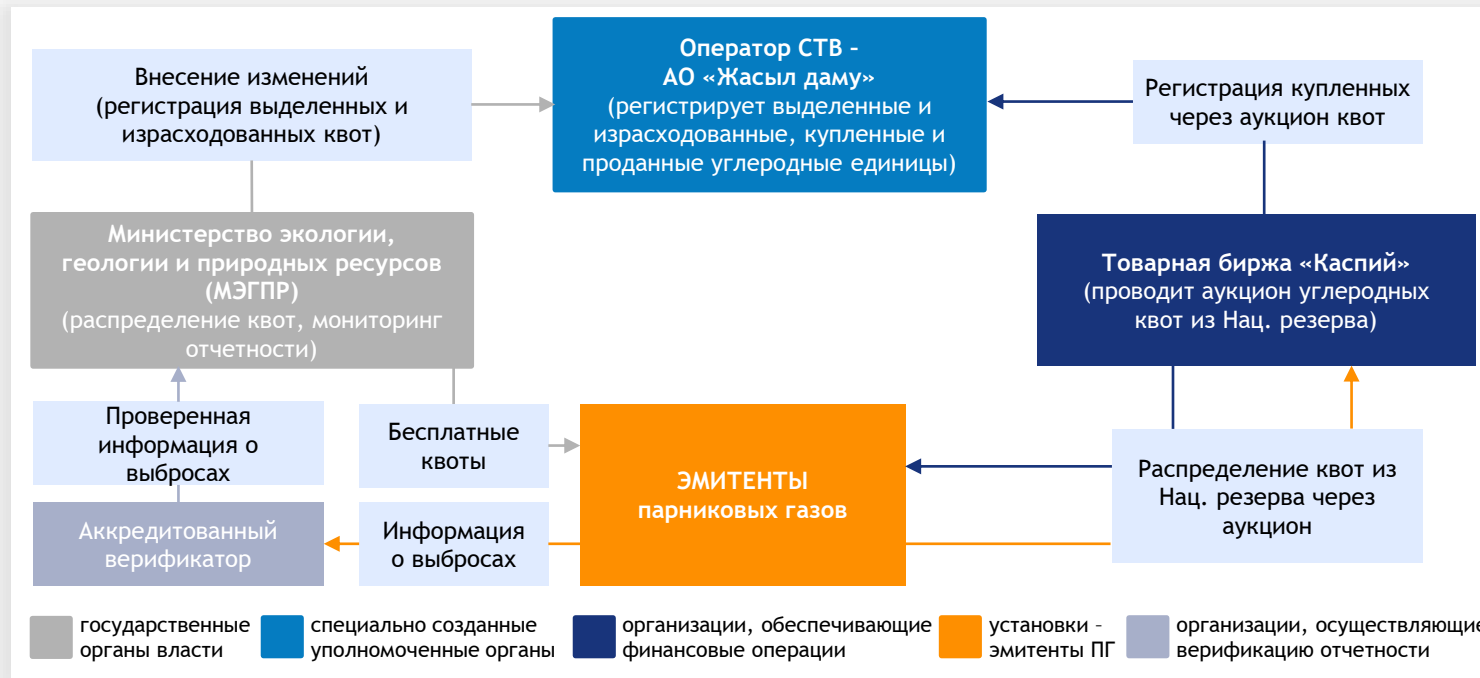 Внесение изменений
(регистрация выделенных и
израсходованных квот)
Оператор СТВ –
АО «Жасыл даму»
(регистрирует выделенные и
израсходованные, купленные и
проданные углеродные единицы)
Регистрация купленных
через аукцион квот
Министерство экологии,
геологии и природных ресурсов
(МЭГПР)
(распределение квот, мониторинг
отчетности)
Товарная биржа «Каспий»
(проводит аукцион углеродных
квот из Нац. резерва)
Проверенная
информация о
выбросах
Бесплатные
квоты
ЭМИТЕНТЫ
парниковых газов
Распределение квот из
Нац. резерва через
аукцион
Аккредитованный
верификатор
Информация
о выбросах
государственные
органы власти
специально созданные
уполномоченные органы
организации, обеспечивающие
финансовые операции
установки –
эмитенты ПГ
организации, осуществляющие
верификацию отчетности